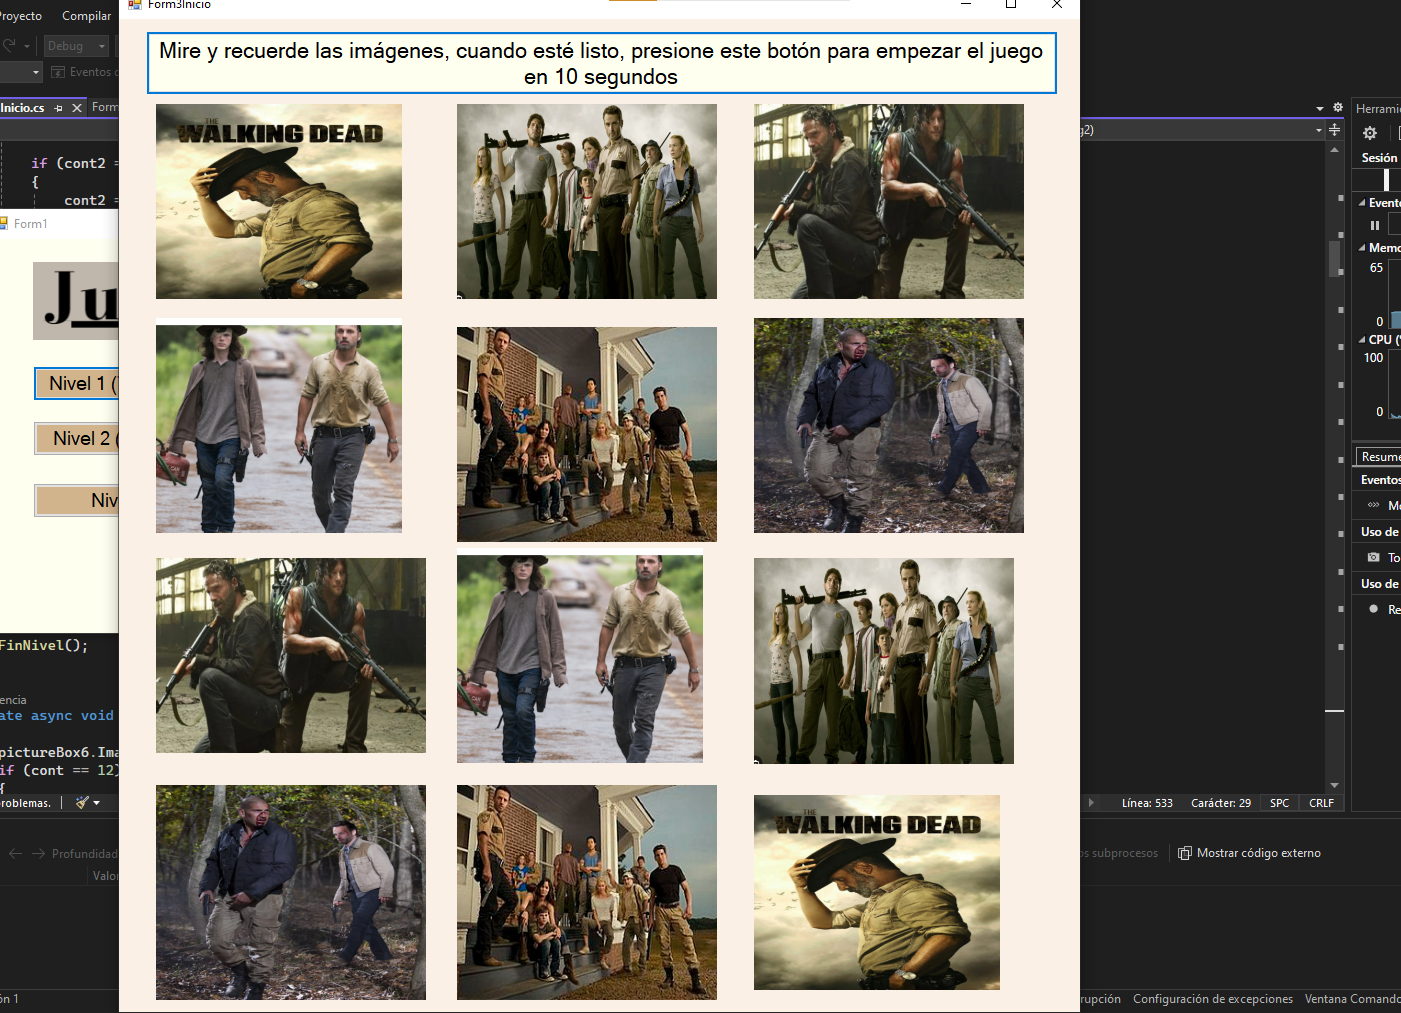 royecto Compilar
Debug
Eventos d
Inicio.cs Form
if (cont2 =
{
cont2 =
Form1
Ju
Nivel 1 (
Nivel 2 (
Niv
FinNivel();
encia
ate async void
pictureBox6.Ima
if (cont == 12)
{
roblemas.
Profundidad
Valor
ón 1
Form3Inicio
Mire y recuerde las imágenes, cuando esté listo, presione este botón para empezar el juego
en 10 segundos
THE
WALKING DEAD
THE
WALKING DEAD
g2)
Línea: 533 Carácter: 29 SPC CRLF
os subprocesos Mostrar código externo
rupción Configuración de excepciones Ventana Comando
Herramie
Sesión
Evento
Memo
65
0
CPU (
100
0
Resume
Eventos
Mo
Uso de
To
Uso de
Re